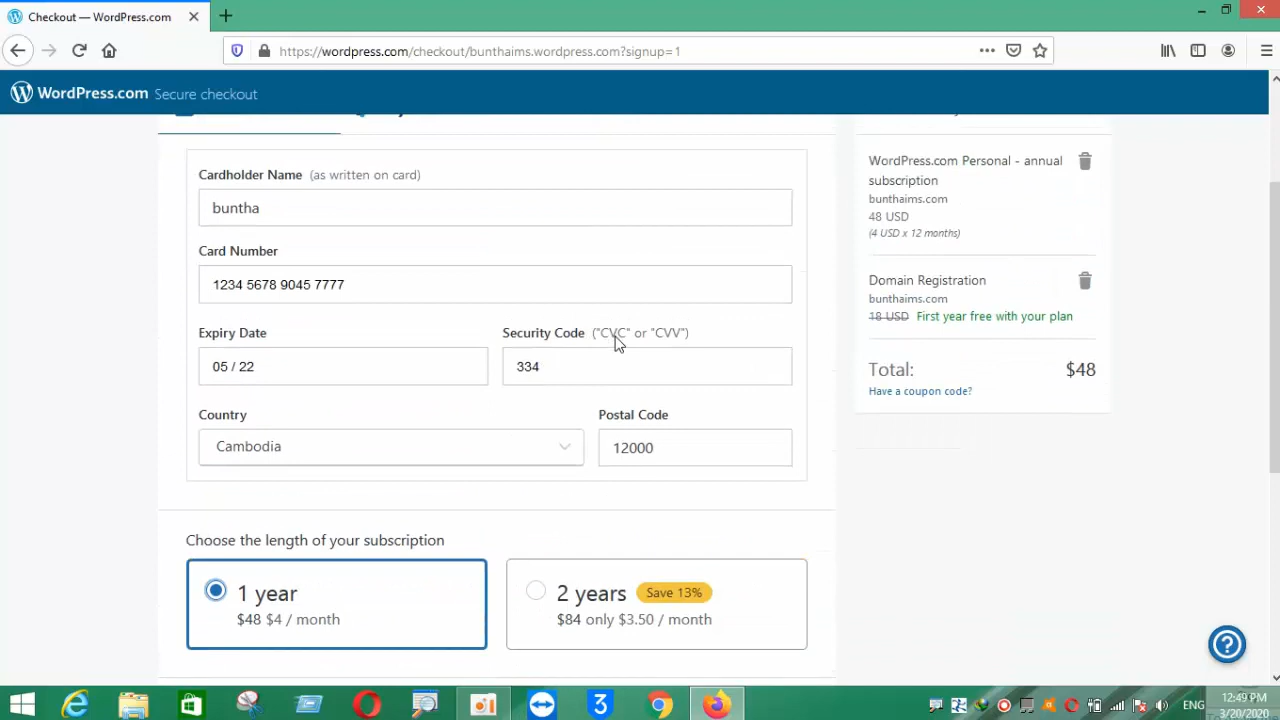 Checkout — WordPress.com
https://wordpress.com/checkout/bunthaims.wordpress.com?signup=1
WordPress.com Secure checkout
Cardholder Name (as written on card)
buntha
Card Number
1234 5678 9045 7777
Expiry Date
Security Code ("CVC" or "CVV")
05 / 22
334
Country
Postal Code
Cambodia
12000
Choose the length of your subscription
1 year
$48 $4 / month
2 years Save 13%
$84 only $3.50 / month
WordPress.com Personal - annual
subscription
bunthaims.com
48 USD
(4 USD x 12 months)
Domain Registration
bunthaims.com
18 USD First year free with your plan
Total: $48
Have a coupon code?
ENG
12:49 PM
3/20/2020